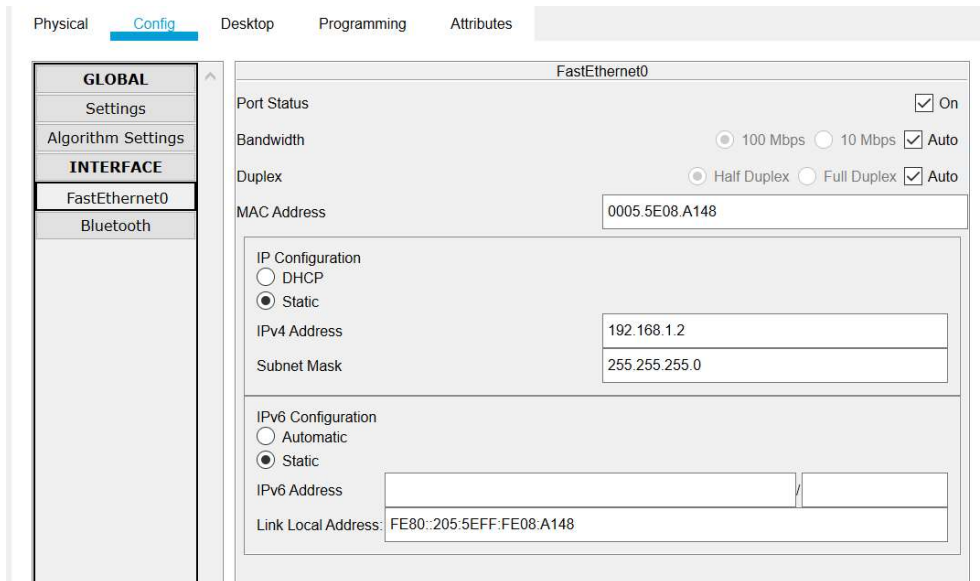 Physical Config Desktop Programming Attributes
GLOBAL
Settings
Algorithm Settings
INTERFACE
FastEthernet0
Bluetooth
FastEthernet0
Port Status On
Bandwidth 100 Mbps 10 Mbps Auto
Duplex Half Duplex Full Duplex Auto
MAC Address 0005.5E08.A148
IP Configuration
DHCP
Static
IPv4 Address 192.168.1.2
Subnet Mask 255.255.255.0
IPv6 Configuration
Automatic
Static
IPv6 Address /
Link Local Address: FE80::205:5EFF:FE08:A148